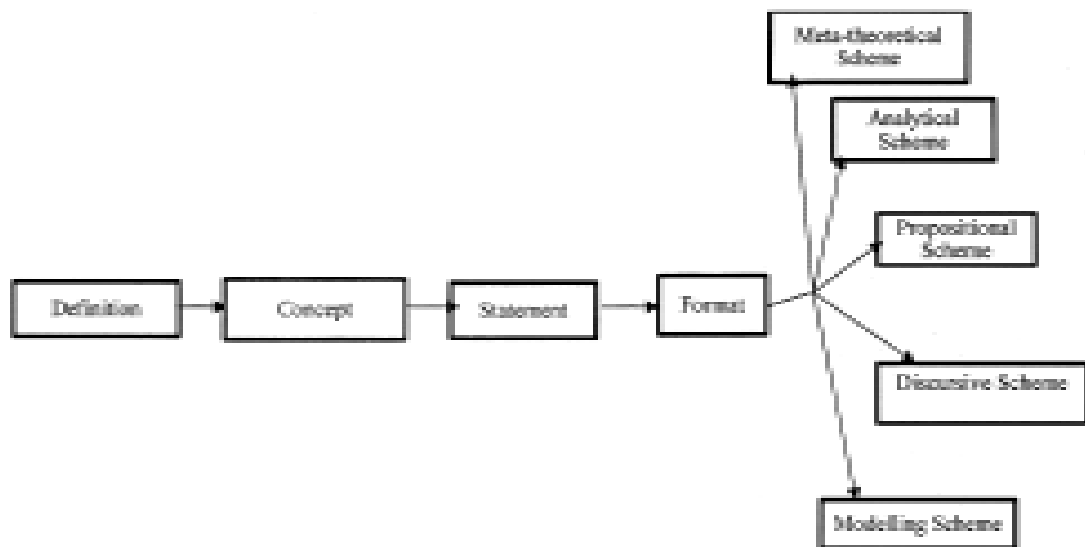 Meta-theoretical
Scheme
Analytical
Scheme
Propositional
Scheme
Definition
Concept
Statement
Format
Discursive Scheme
Modelling Scheme